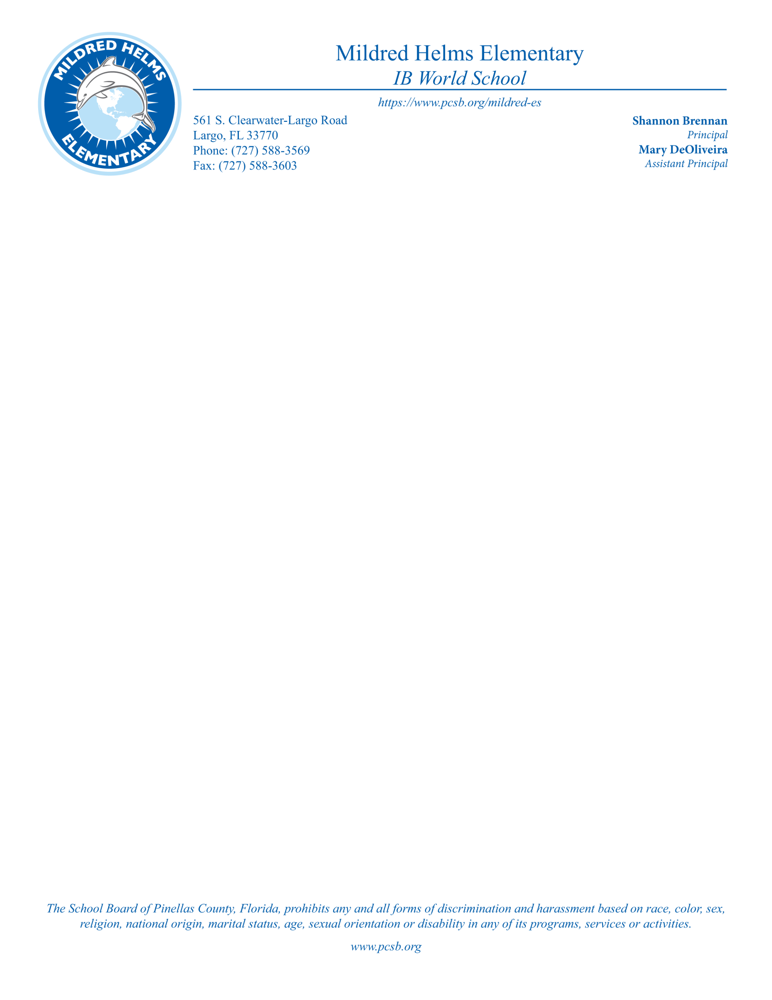 MILDRED HELMS
ELEMENTARY
Mildred Helms Elementary
IB World School
https://www.pcsb.org/mildred-es
561 S. Clearwater-Largo Road
Largo, FL 33770
Phone: (727) 588-3569
Fax: (727) 588-3603
Shannon Brennan
Principal
Mary DeOliveira
Assistant Principal
The School Board of Pinellas County, Florida, prohibits any and all forms of discrimination and harassment based on race, color, sex,
religion, national origin, marital status, age, sexual orientation or disability in any of its programs, services or activities.
www.pcsb.org